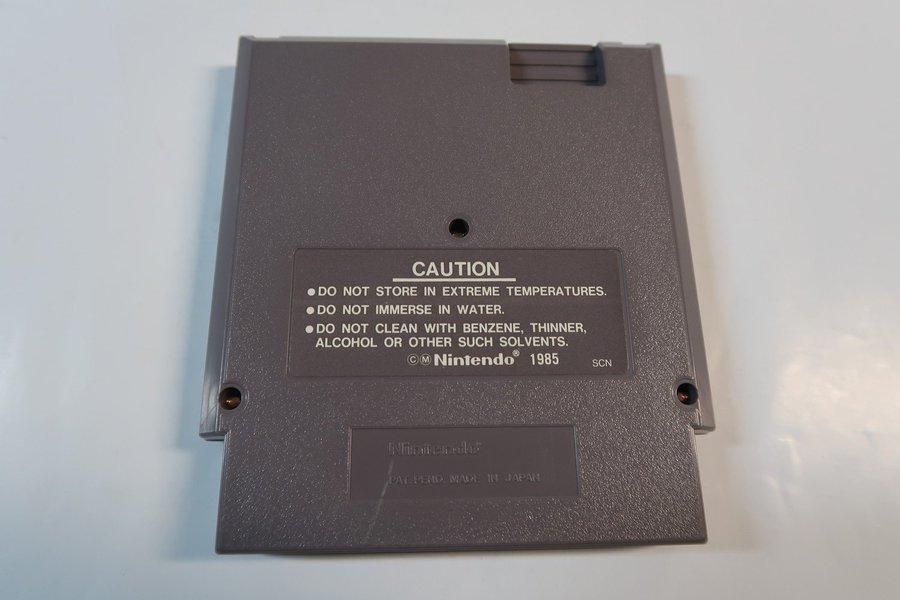 CAUTION
●DO NOT STORE IN EXTREME TEMPERATURES.
●DO NOT IMMERSE IN WATER.
●DO NOT CLEAN WITH BENZENE, THINNER,
ALCOHOL OR OTHER SUCH SOLVENTS.
ⒸⓂ Nintendo® 1985 SCN
Nintendo®
PAT.PEND. MADE IN JAPAN